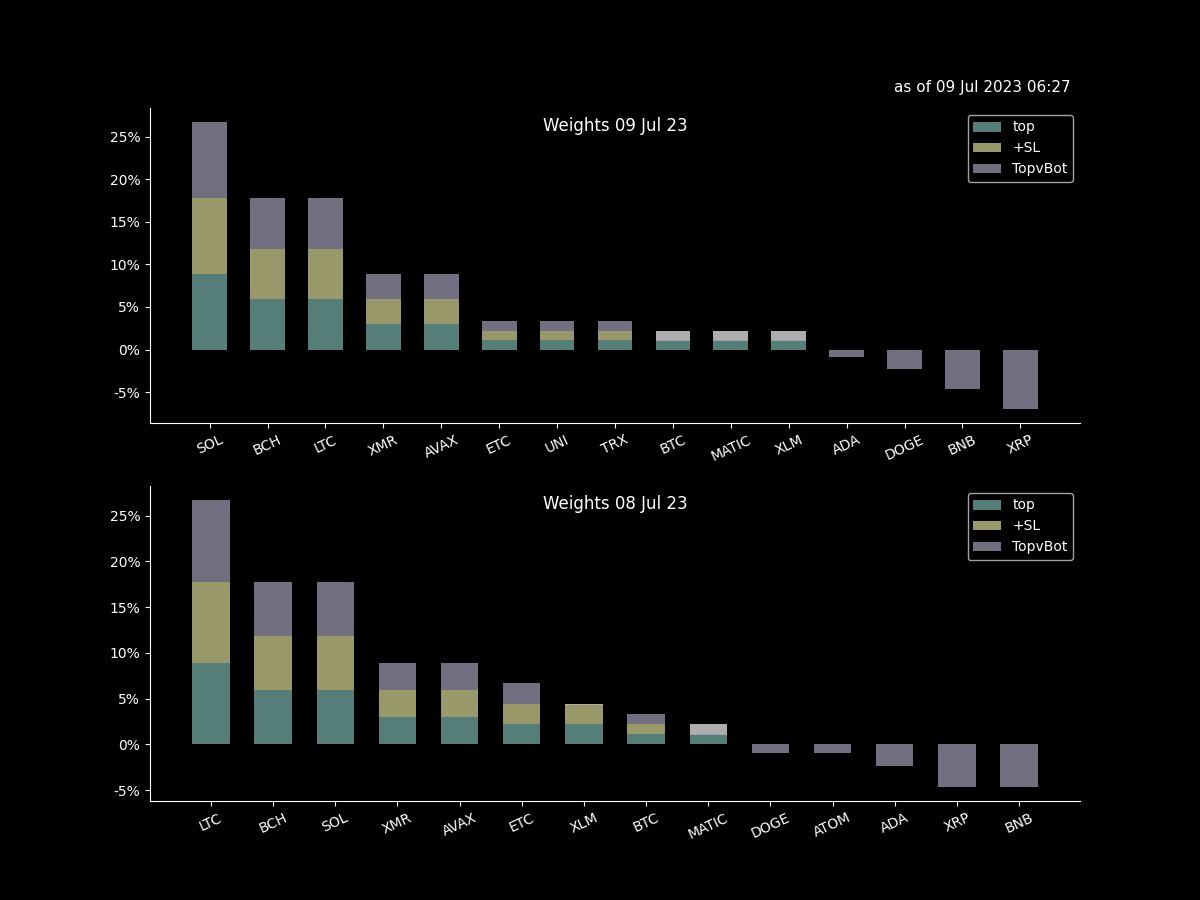 as of 09 Jul 2023 06:27
Weights 09 Jul 23
top
+SL
TopvBot
25%
20%
15%
10%
5%
0%
-5%
SOL BCH LTC XMR AVAX ETC UNI TRX BTC MATIC XLM ADA DOGE BNB XRP
Weights 08 Jul 23
top
+SL
TopvBot
25%
20%
15%
10%
5%
0%
-5%
LTC BCH SOL XMR AVAX ETC XLM BTC MATIC DOGE ATOM ADA XRP BNB